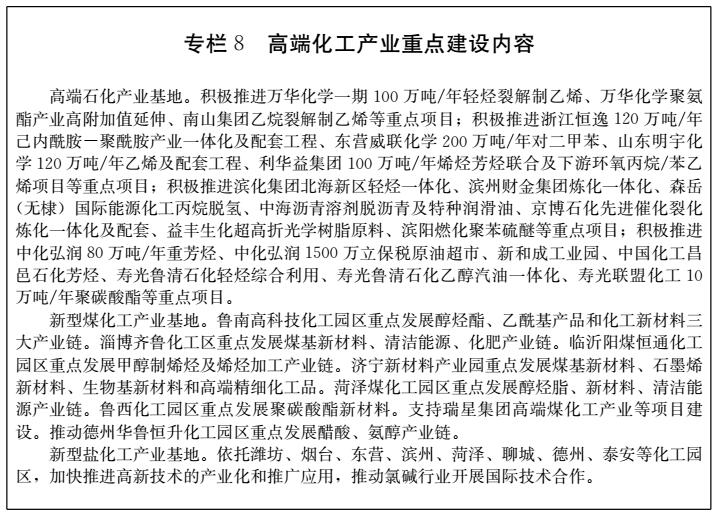 专栏 8　高端化工产业重点建设内容
高端石化产业基地。积极推进万华化学一期 100 万吨/年轻烃裂解制乙烯、万华化学聚氨
酯产业高附加值延伸、南山集团乙烷裂解制乙烯等重点项目；积极推进浙江恒逸 120 万吨/年
己内酰胺－聚酰胺产业一体化及配套工程、东营威联化学 200 万吨/年对二甲苯、山东明宇化
学 120 万吨/年乙烯及配套工程、利华益集团 100 万吨/年烯烃芳烃联合及下游环氧丙烷/苯乙
烯项目等重点项目；积极推进滨化集团北海新区轻烃一体化、滨州财金集团炼化一体化、森岳
（无棣）国际能源化工丙烷脱氢、中海沥青溶剂脱沥青及特种润滑油、京博石化先进催化裂化
炼化一体化及配套、益丰生化超高折光学树脂原料、滨阳燃化聚苯硫醚等重点项目；积极推进
中化弘润 80 万吨/年重芳烃、中化弘润 1500 万立保税原油超市、新和成工业园、中国化工昌
邑石化芳烃、寿光鲁清石化轻烃综合利用、寿光鲁清石化乙醇汽油一体化、寿光联盟化工 10
万吨/年聚碳酸酯等重点项目。
新型煤化工产业基地。鲁南高科技化工园区重点发展醇烃酯、乙酰基产品和化工新材料三
大产业链。淄博齐鲁化工区重点发展煤基新材料、清洁能源、化肥产业链。临沂阳煤恒通化工
园区重点发展甲醇制烯烃及烯烃加工产业链。济宁新材料产业园重点发展煤基新材料、石墨烯
新材料、生物基新材料和高端精细化工品。菏泽煤化工园区重点发展醇烃脂、新材料、清洁能
源产业链。鲁西化工园区重点发展聚碳酸酯新材料。支持瑞星集团高端煤化工产业等项目建
设。推动德州华鲁恒升化工园区重点发展醋酸、氨醇产业链。
新型盐化工产业基地。依托潍坊、烟台、东营、滨州、菏泽、聊城、德州、泰安等化工园
区，加快推进高新技术的产业化和推广应用，推动氯碱行业开展国际技术合作。